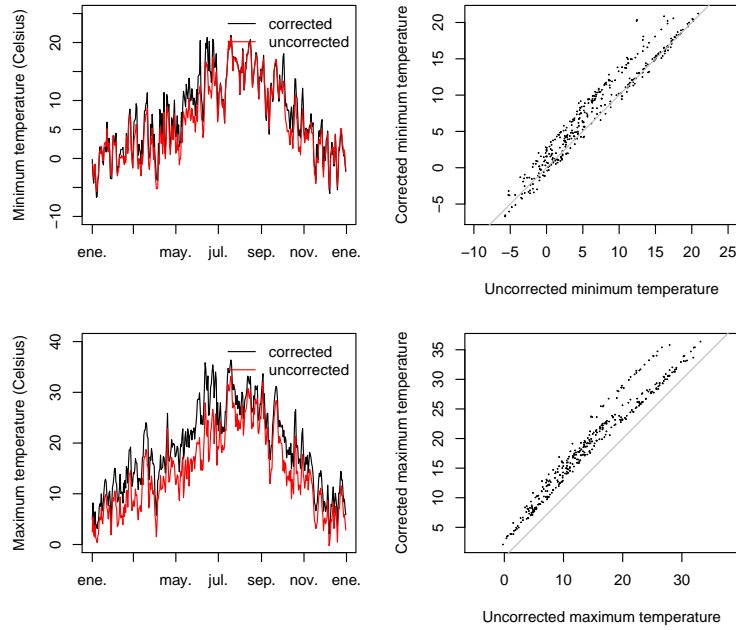 Minimum temperature (Celsius)
20
10
5
0
−10
corrected
uncorrected
ene.
may.
jul.
sep.
nov.
ene.
Corrected minimum temperature
20
15
10
5
0
−5
−10
−5
0
5
10
15
20
25
Uncorrected minimum temperature
Maximum temperature (Celsius)
40
30
20
10
0
corrected
uncorrected
ene.
may.
jul.
sep.
nov.
ene.
Corrected maximum temperature
35
30
25
20
15
10
5
0
10
20
30
Uncorrected maximum temperature